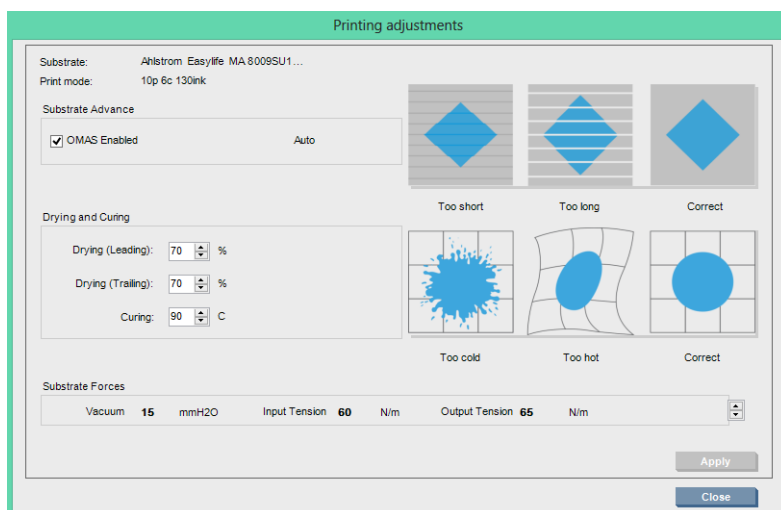 Printing adjustments
Substrate: Ahlstrom Easylife MA 8009SU1...
Print mode: 10p 6c 130ink
Substrate Advance
OMAS Enabled Auto
Too short Too long Correct
Drying and Curing
Drying (Leading): 70 %
Drying (Trailing): 70 %
Curing: 90 C
Too cold Too hot Correct
Substrate Forces
Vacuum 15 mmH2O Input Tension 60 N/m Output Tension 65 N/m
Apply
Close